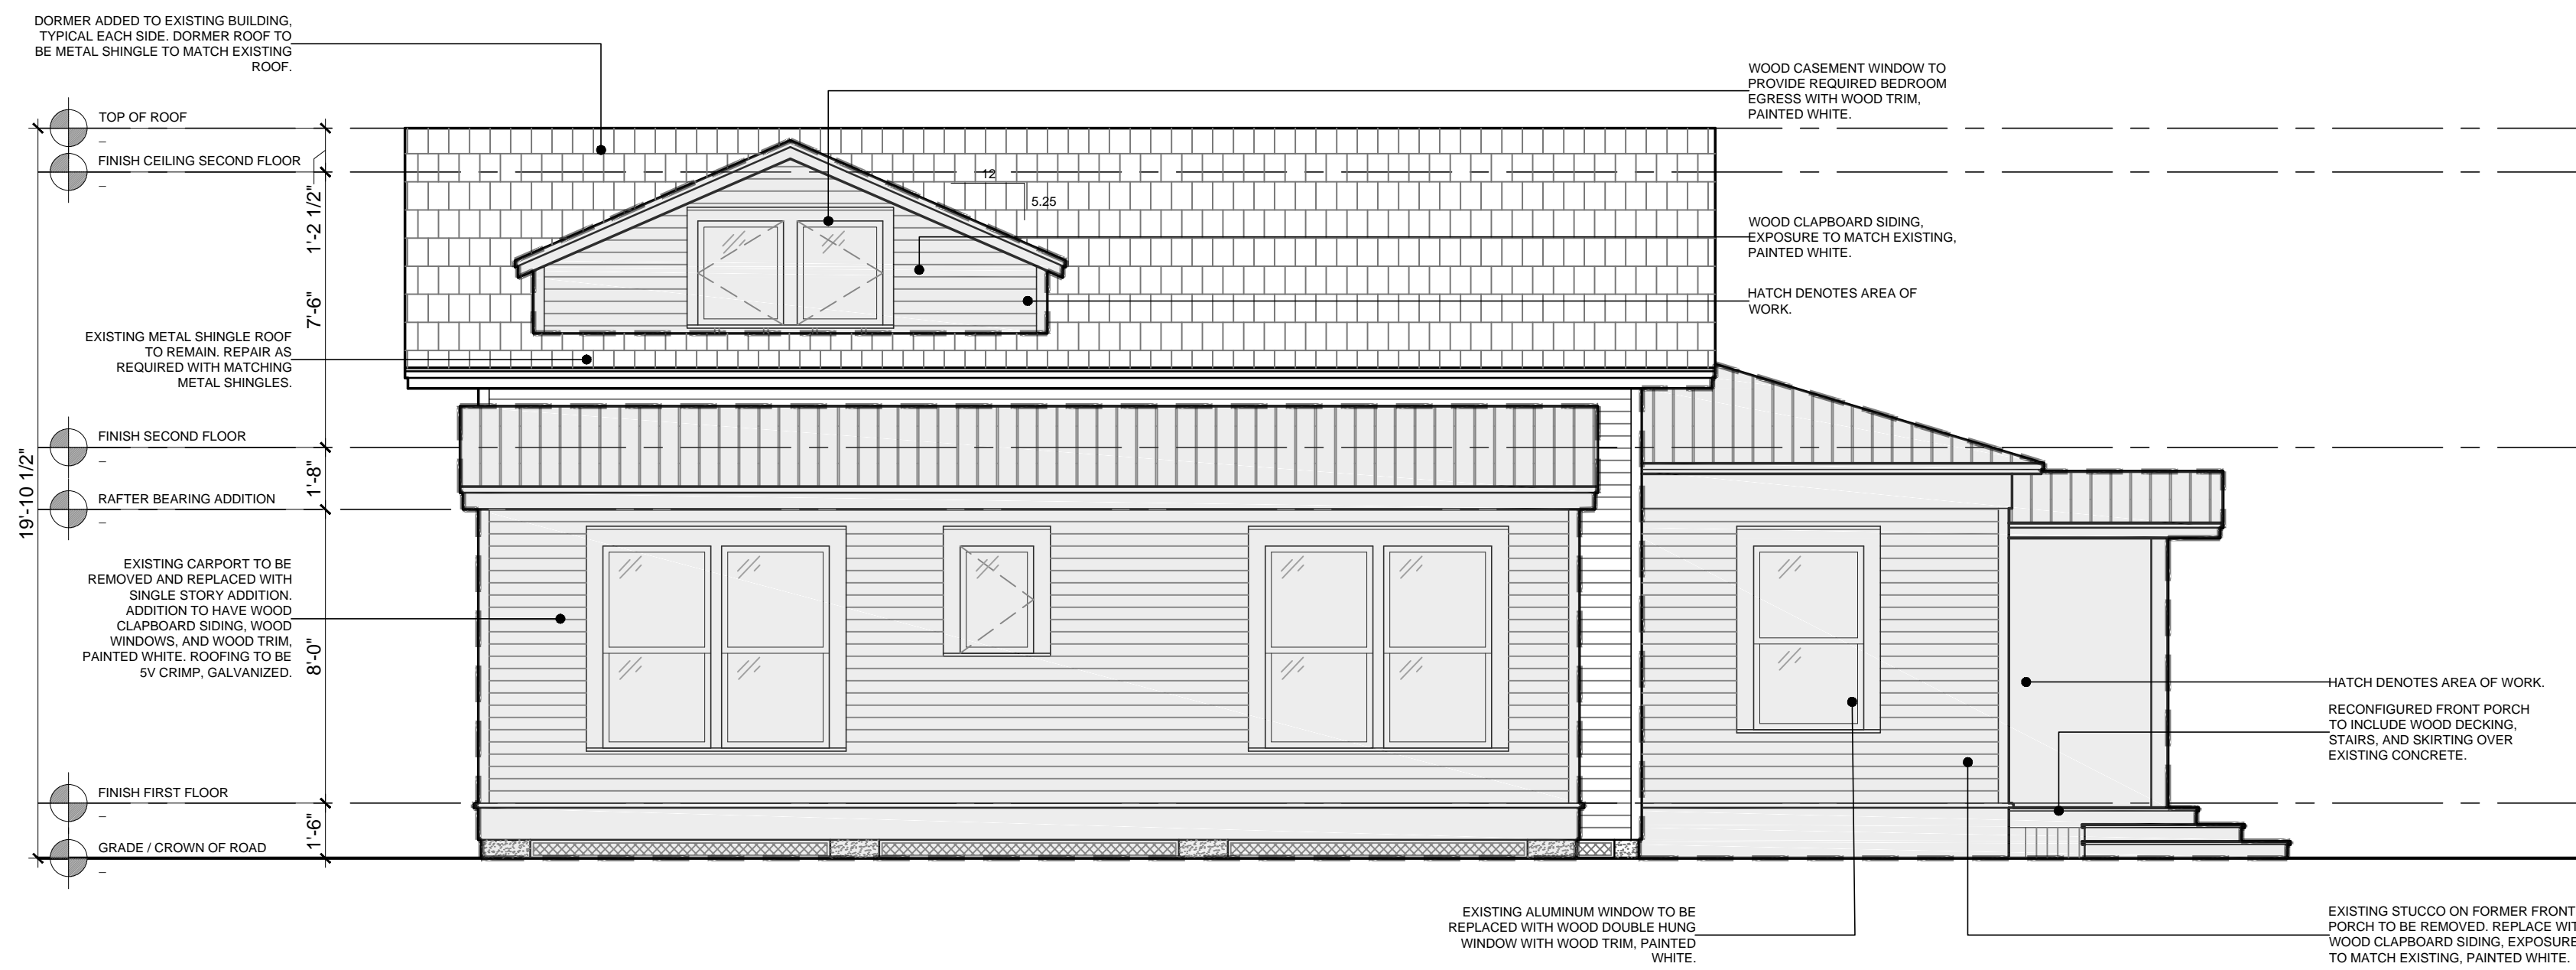 DORMER ADDED TO EXISTING BUILDING,
TYPICAL EACH SIDE. DORMER ROOF TO
BE METAL SHINGLE TO MATCH EXISTING
ROOF.
WOOD CASEMENT WINDOW TO
PROVIDE REQUIRED BEDROOM
EGRESS WITH WOOD TRIM,
PAINTED WHITE.
TOP OF ROOF
FINISH CEILING SECOND FLOOR
1'-2 1/2"
12
5.25
WOOD CLAPBOARD SIDING,
EXPOSURE TO MATCH EXISTING,
PAINTED WHITE.
HATCH DENOTES AREA OF
WORK.
7'-6"
EXISTING METAL SHINGLE ROOF
TO REMAIN. REPAIR AS
REQUIRED WITH MATCHING
METAL SHINGLES.
FINISH SECOND FLOOR
1'-8"
19'-10 1/2"
RAFTER BEARING ADDITION
EXISTING CARPORT TO BE
REMOVED AND REPLACED WITH
SINGLE STORY ADDITION.
ADDITION TO HAVE WOOD
CLAPBOARD SIDING, WOOD
WINDOWS, AND WOOD TRIM,
PAINTED WHITE. ROOFING TO BE
5V CRIMP, GALVANIZED.
8'-0"
HATCH DENOTES AREA OF WORK.
RECONFIGURED FRONT PORCH
TO INCLUDE WOOD DECKING,
STAIRS, AND SKIRTING OVER
EXISTING CONCRETE.
FINISH FIRST FLOOR
1'-6"
GRADE / CROWN OF ROAD
EXISTING ALUMINUM WINDOW TO BE
REPLACED WITH WOOD DOUBLE HUNG
WINDOW WITH WOOD TRIM, PAINTED
WHITE.
EXISTING STUCCO ON FORMER FRONT
PORCH TO BE REMOVED. REPLACE WIT
WOOD CLAPBOARD SIDING, EXPOSURE
TO MATCH EXISTING, PAINTED WHITE.